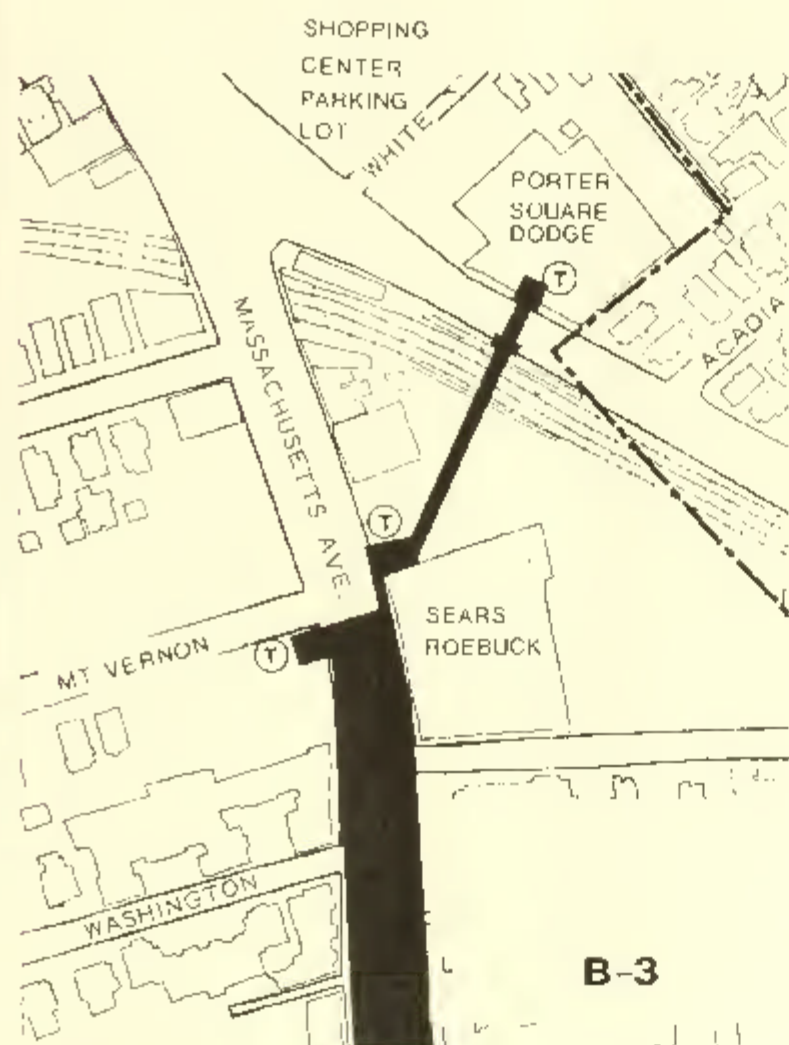 SHOPPING
CENTER
PARKING
LOT
WHITE
PORTER
SQUARE
DODGE
T
ACADIA
MASSACHUSETTS AVE.
T
SEARS
ROEBUCK
MT VERNON
T
WASHINGTON
B-3